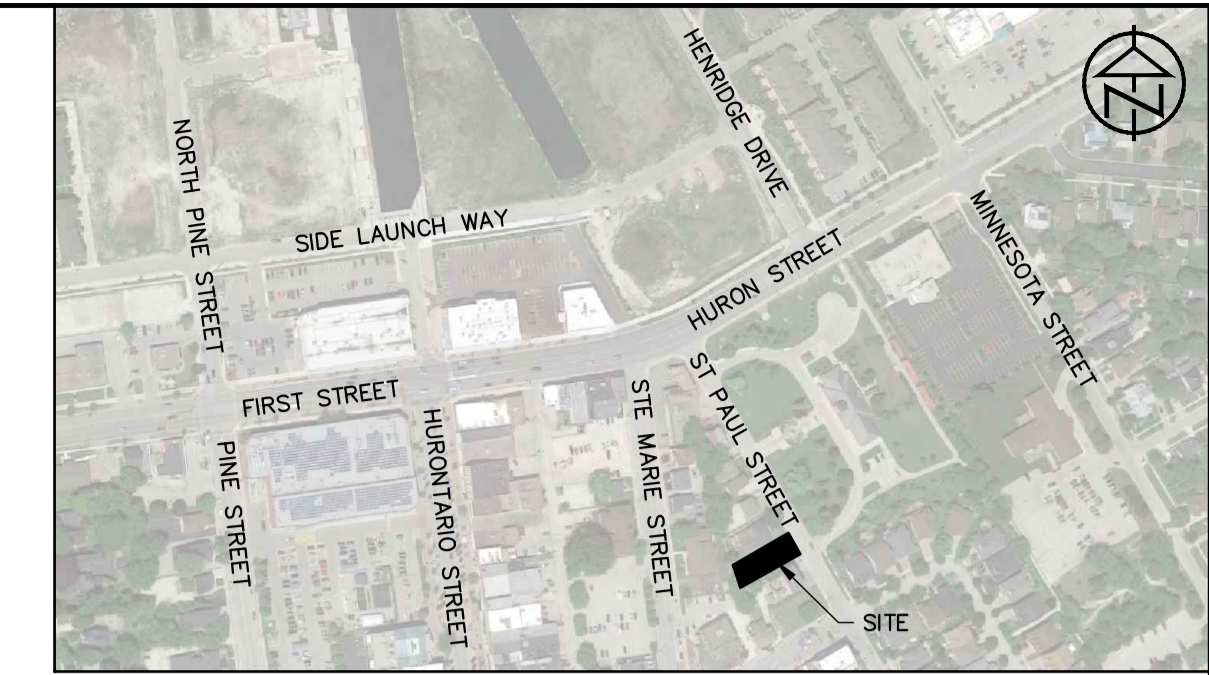 HENRIDGE DRIVE
N
NORTH PINE STREET
SIDE LAUNCH WAY
MINNESOTA STREET
HURON STREET
FIRST STREET
ST PAUL STREET
STE MARIE STREET
HURONTARIO STREET
PINE STREET
SITE